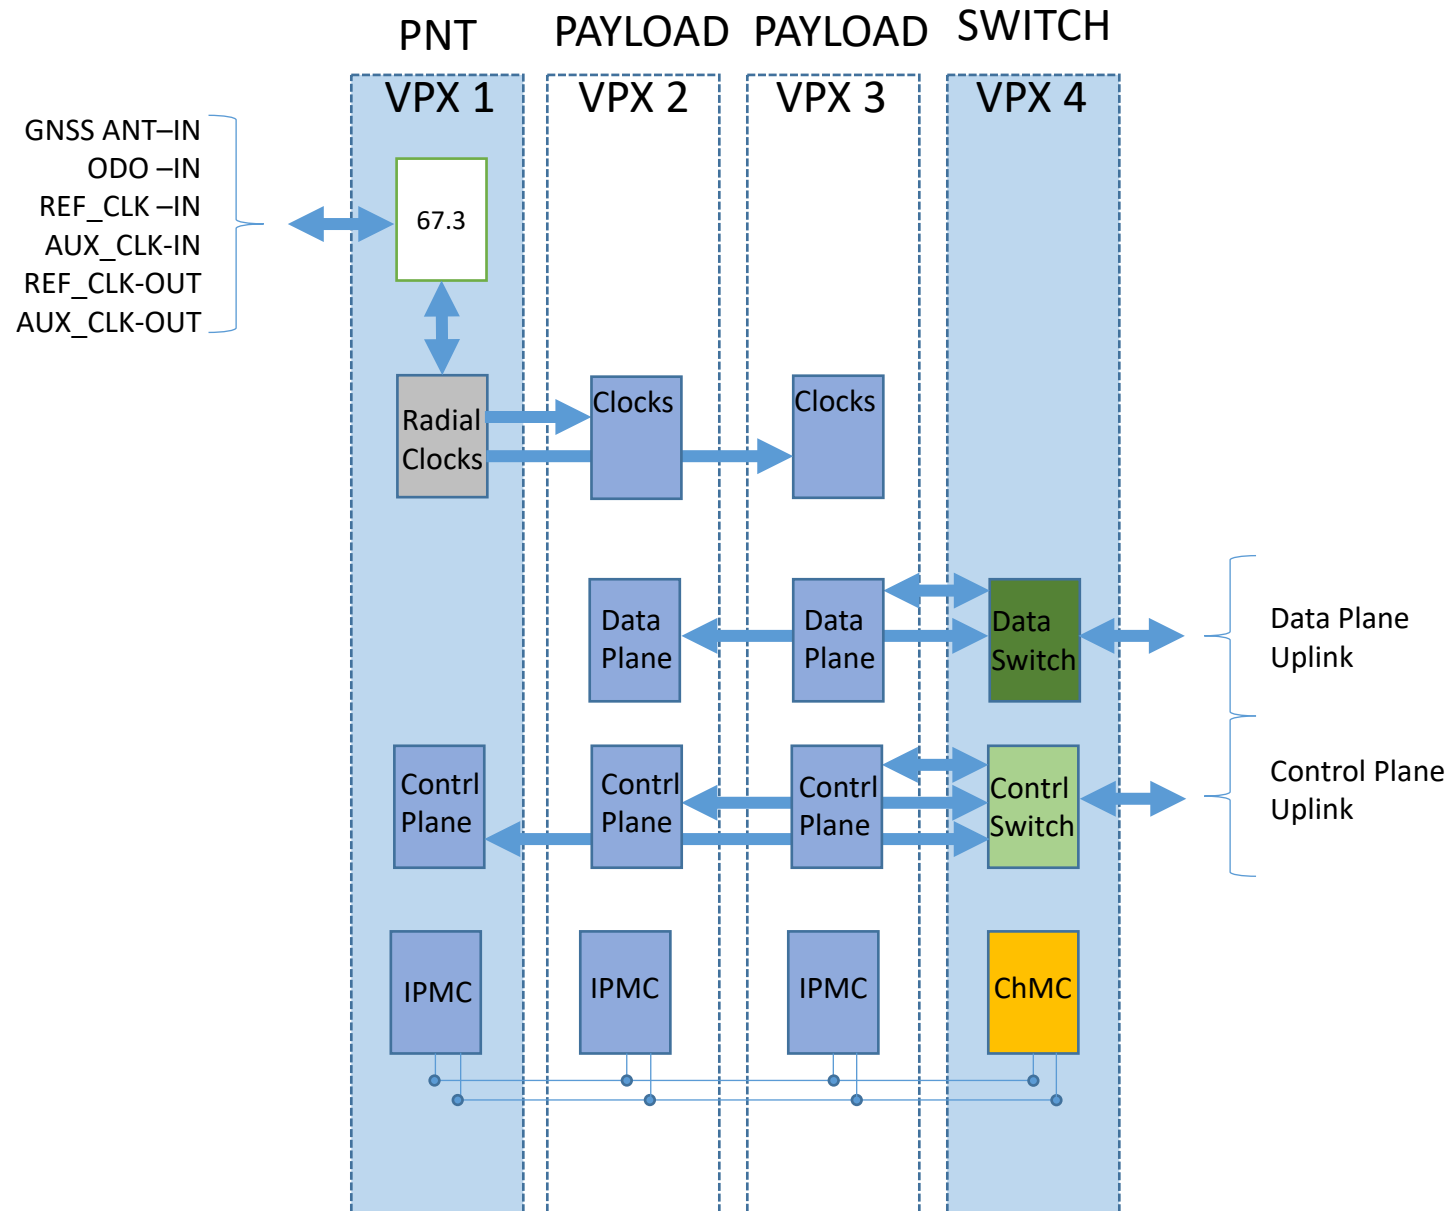 PNT
PAYLOAD
PAYLOAD
SWITCH
VPX 1
VPX 2
VPX 3
VPX 4
GNSS ANT–IN
ODO –IN
REF_CLK –IN
AUX_CLK-IN
REF_CLK-OUT
AUX_CLK-OUT
67.3
Radial
Clocks
Clocks
Clocks
Data
Plane
Data
Plane
Data
Switch
Data Plane
Uplink
Contrl
Plane
Contrl
Plane
Contrl
Plane
Contrl
Switch
Control Plane
Uplink
IPMC
IPMC
IPMC
ChMC